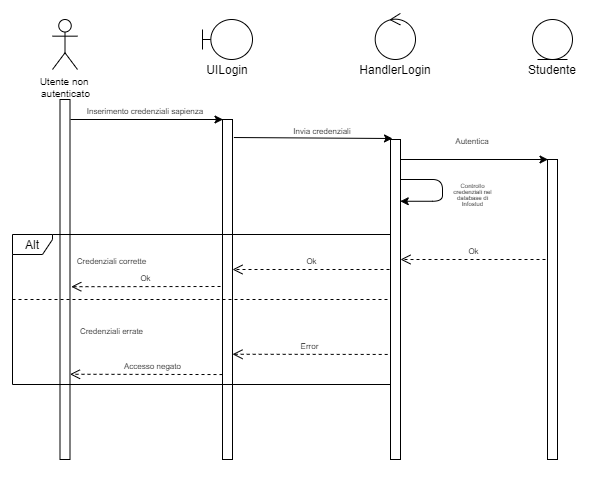 Utente non
autenticato
UILogin
HandlerLogin
Studente
Inserimento credenziali sapienza
Invia credenziali
Autentica
Controllo
credenziali nel
database di
Infostud
Alt
Credenziali corrette
Ok
Ok
Ok
Credenziali errate
Error
Accesso negato